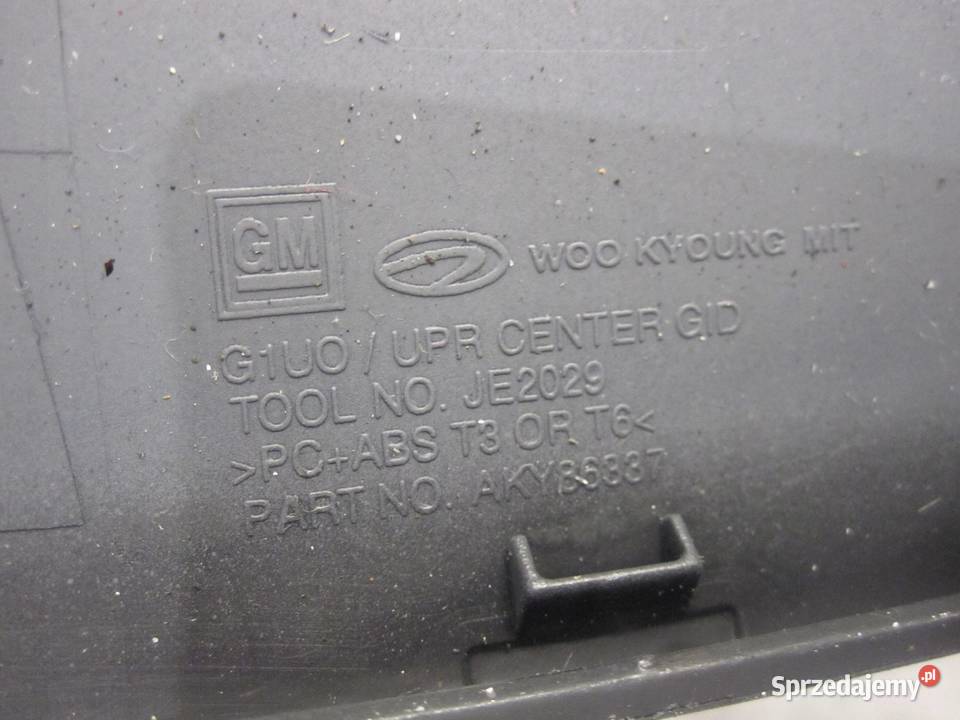 GM
WOO KYOUNG MIT
G1UO / UPR CENTER GID
TOOL NO. JE2029
>PC+ABS T3 OR T6<
PART NO. AKY86337
Sprzedajemy.pl